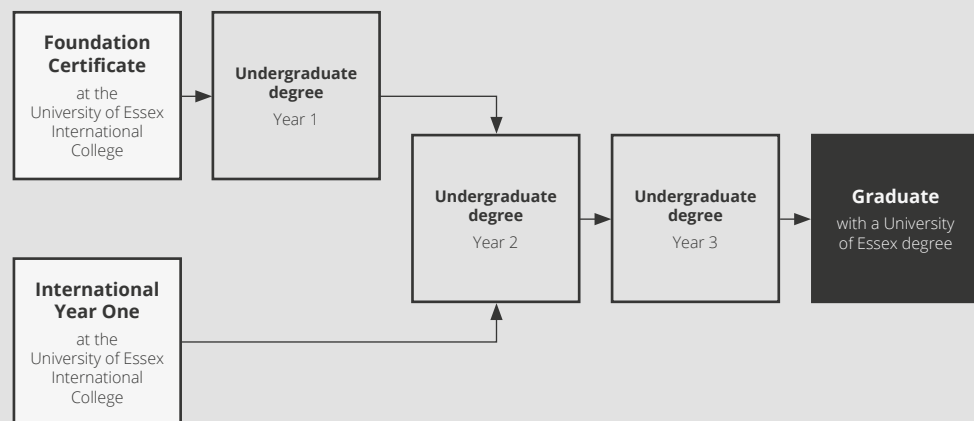 Foundation
Certificate
at the
University of Essex
International
College
Undergraduate
degree
Year 1
Undergraduate
degree
Year 2
Undergraduate
degree
Year 3
Graduate
with a University
of Essex degree
International
Year One
at the
University of Essex
International
College